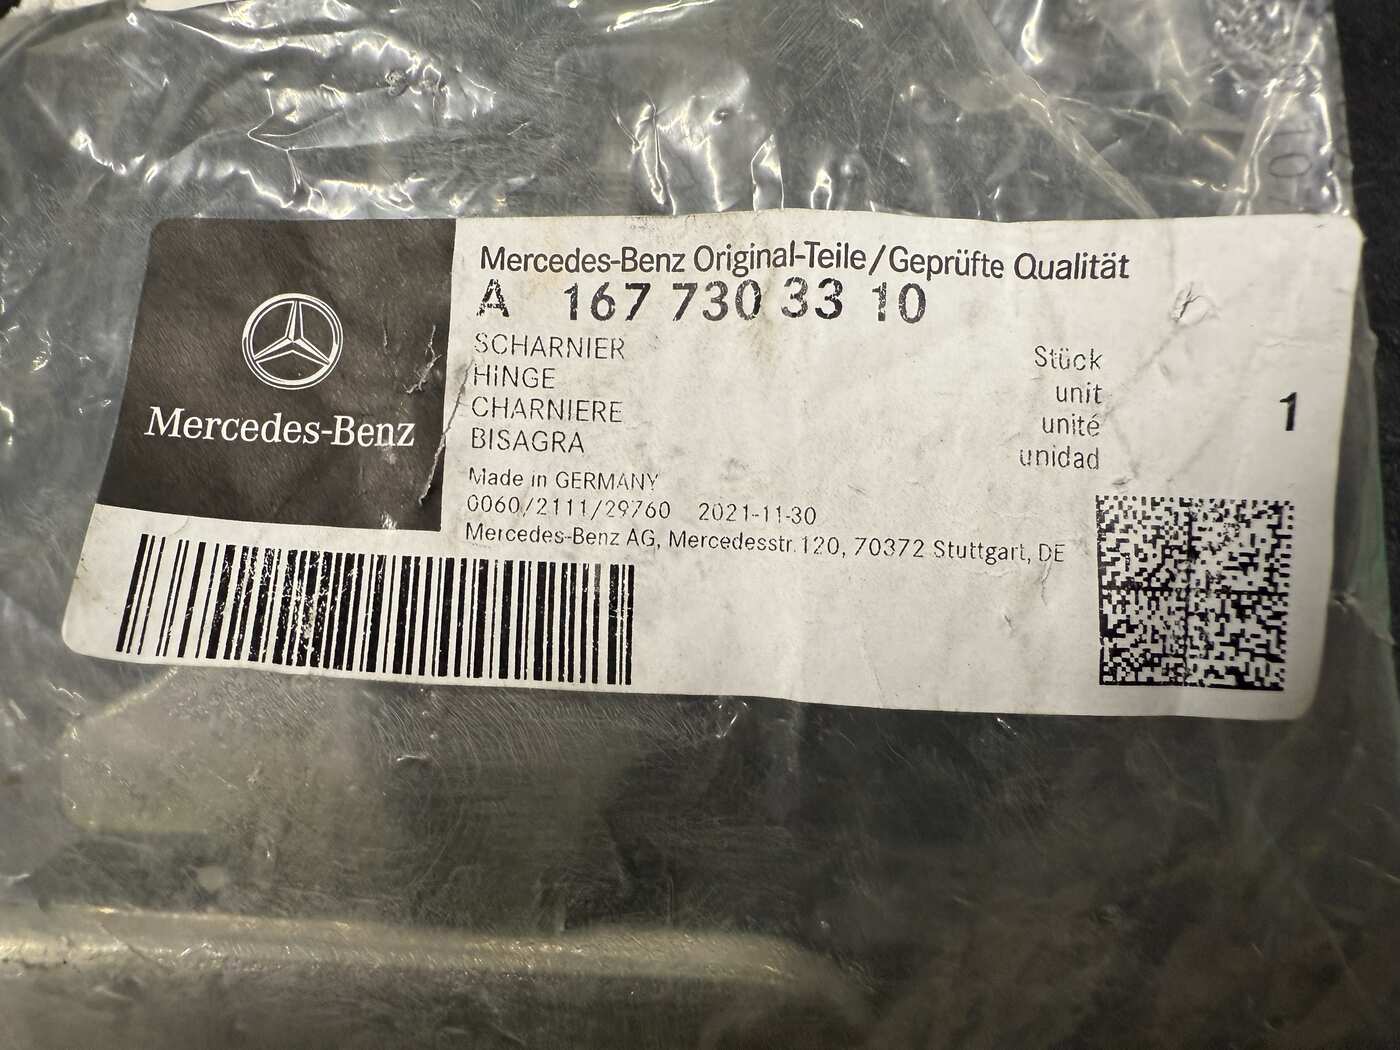 Mercedes-Benz
Mercedes-Benz Original-Teile/Geprüfte Qualität
A 167 730 33 10
SCHARNIER
HiNGE
CHARNIERE
BISAGRA
Stück
unit
unité
unidad
1
Made in GERMANY
0060/2111/29760 2021-11-30
Mercedes-Benz AG, Mercedesstr.120, 70372 Stuttgart, DE